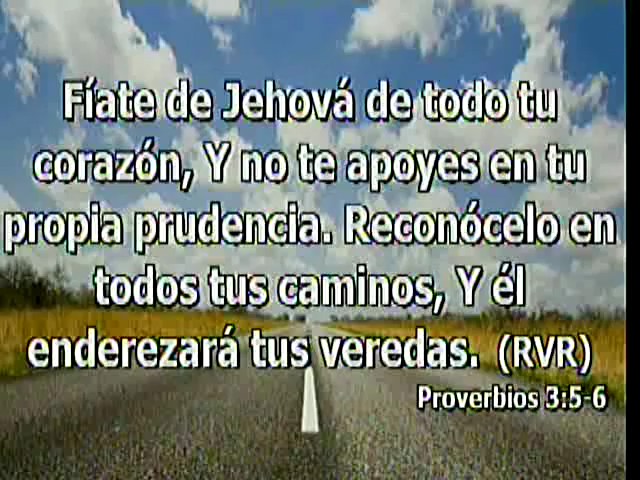 Fíate de Jehová de todo tu
corazón, Y no te apoyes en tu
propia prudencia. Reconócelo en
todos tus caminos, Y él
enderezará tus veredas. (RVR)
Proverbios 3:5-6